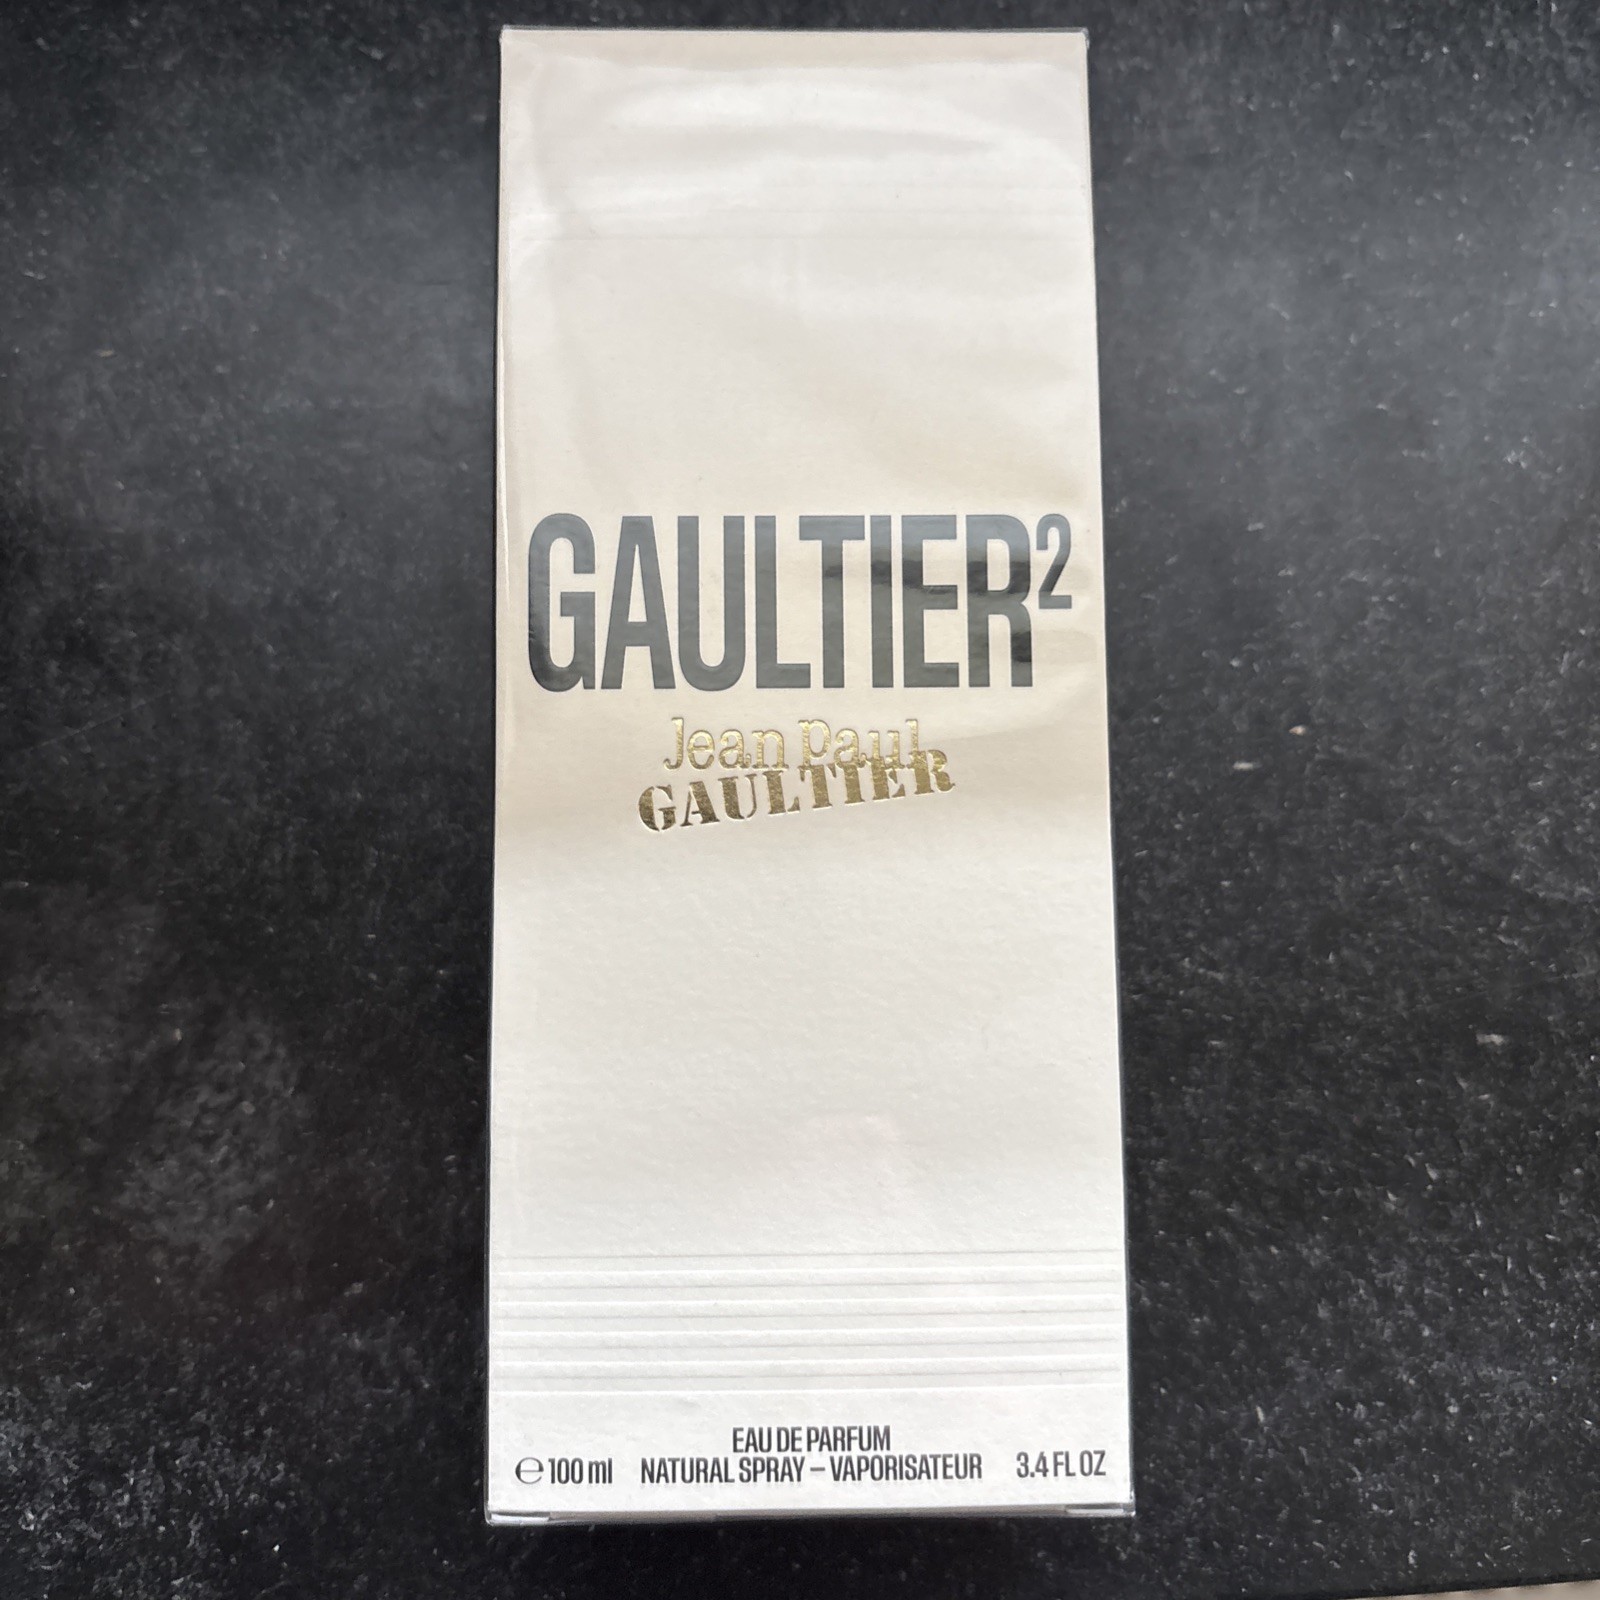 GAULTIER²
Jean Paul
GAULTIER
EAU DE PARFUM
℮ 100 ml NATURAL SPRAY – VAPORISATEUR 3.4 FL OZ